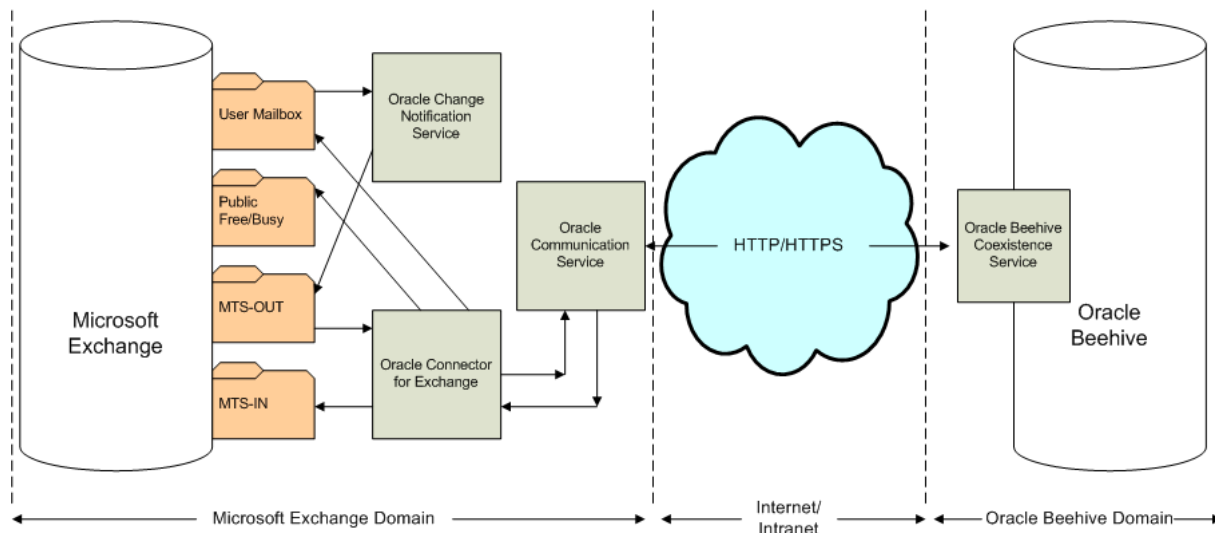 User Mailbox
Oracle Change
Notification
Service
Public
Free/Busy
Oracle
Communication
Service
HTTP/HTTPS
Oracle Beehive
Coexistence
Service
MTS-OUT
Microsoft
Exchange
Oracle
Beehive
Oracle Connector
for Exchange
MTS-IN
Microsoft Exchange Domain
Internet/
Intranet
Oracle Beehive Domain